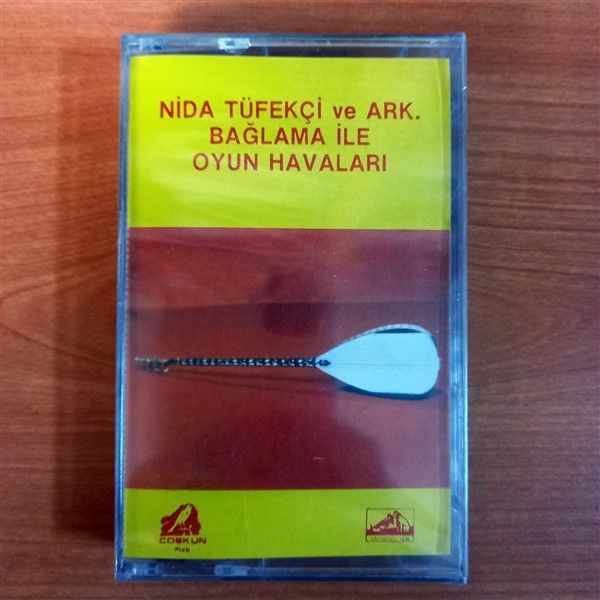 NİDA TÜFEKÇİ ve ARK.
BAĞLAMA İLE
OYUN HAVALARI
COŞKUN
Plak